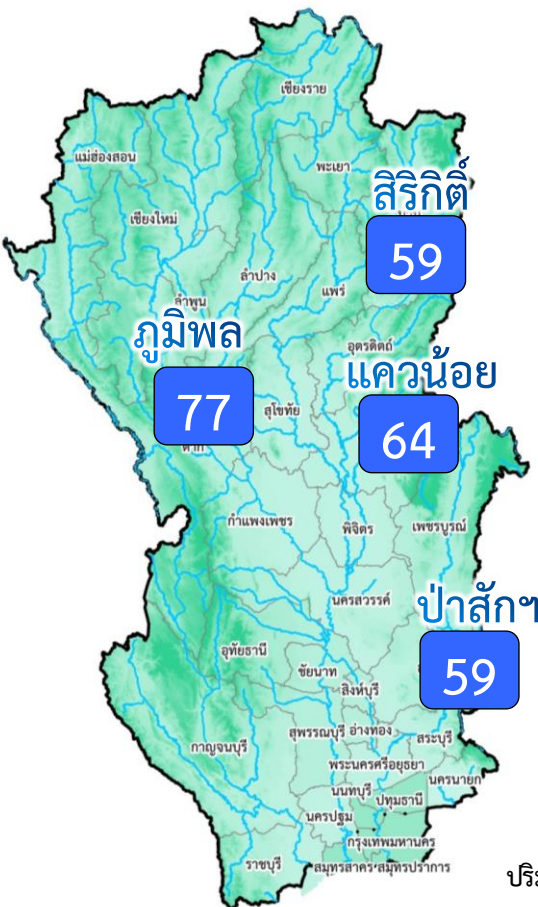 เชียงราย
แม่ฮ่องสอน
พะเยา
สิริกิติ์
เชียงใหม่
59
ลำปาง
แพร่
ลำพูน
ภูมิพล
อุตรดิตถ์
แควน้อย
77
สุโขทัย
64
ตาก
กำแพงเพชร
พิจิตร
เพชรบูรณ์
นครสวรรค์
ป่าสักฯ
อุทัยธานี
59
ชัยนาท
สิงห์บุรี
สุพรรณบุรี อ่างทอง
สระบุรี
กาญจนบุรี
พระนครศรีอยุธยา
นครนายก
นนทบุรี
ปทุมธานี
นครปฐม
กรุงเทพมหานคร
ราชบุรี
สมุทรสาคร สมุทรปราการ